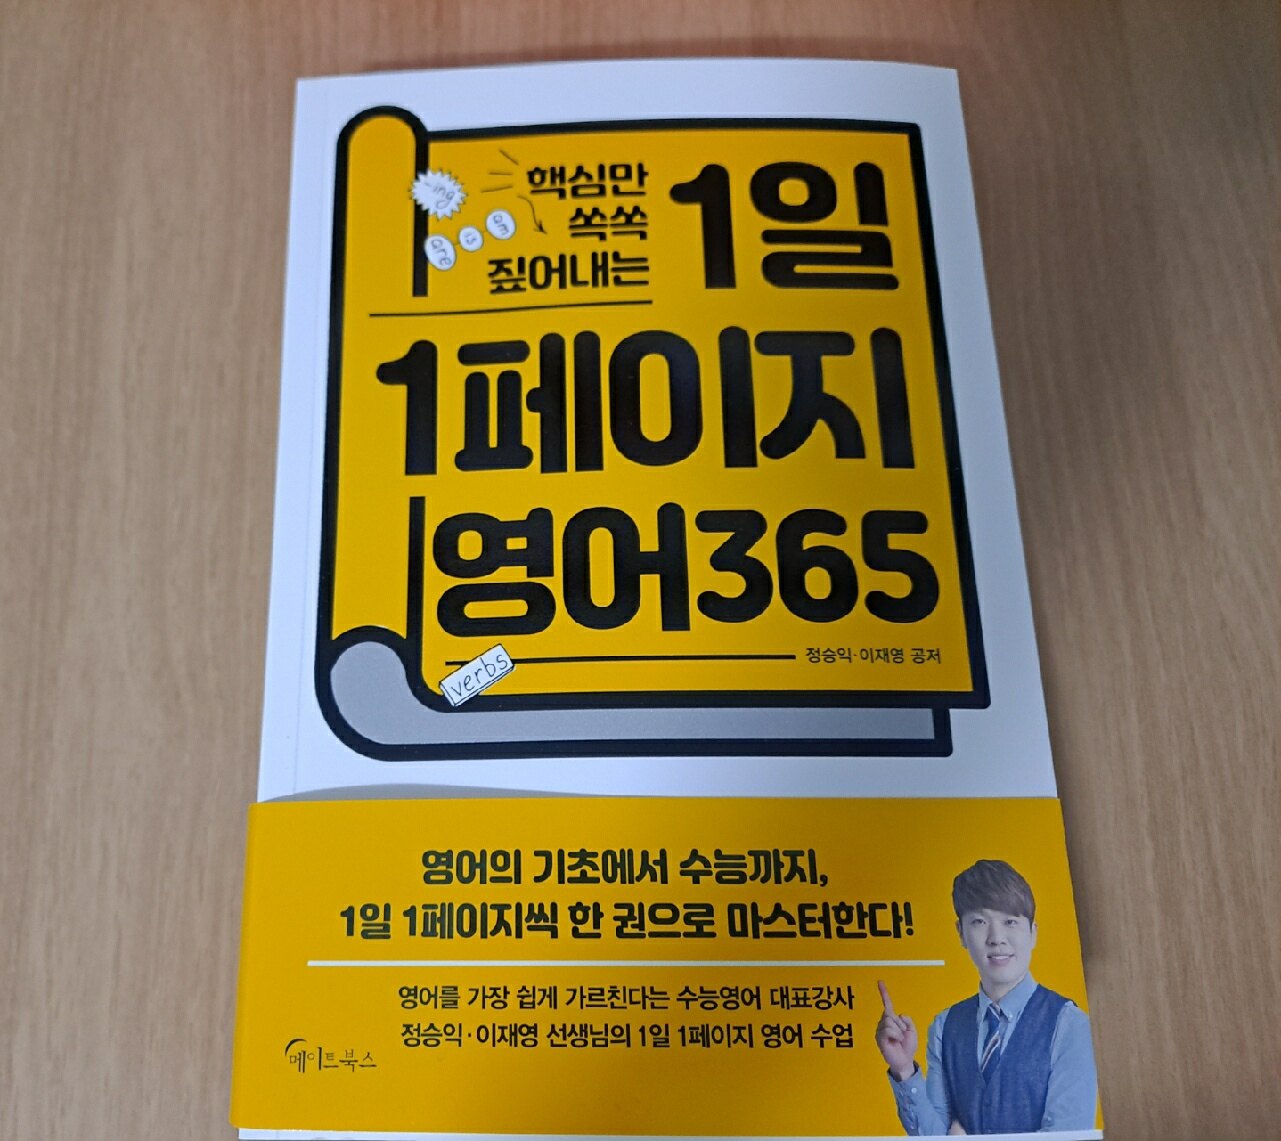 핵심만
쏙쏙
짚어내는
1일
1페이지
영어365
-ing
are is am
verbs
정승익·이재영 공저
영어의 기초에서 수능까지,
1일 1페이지씩 한 권으로 마스터한다!
영어를 가장 쉽게 가르친다는 수능영어 대표강사
정승익·이재영 선생님의 1일 1페이지 영어 수업
메이트북스